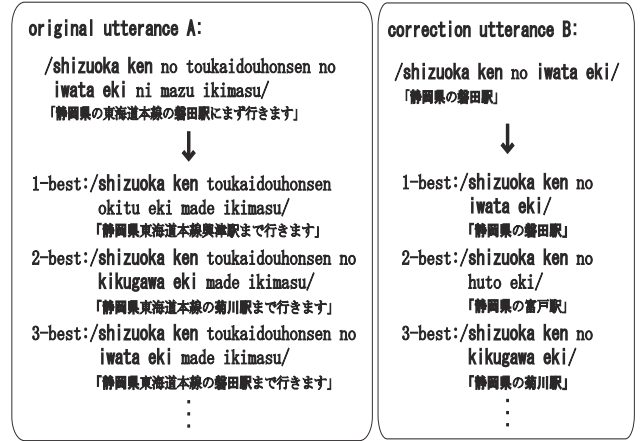 original utterance A:
/shizuoka ken no toukaidouhonsen no
iwata eki ni mazu ikimasu/
「静岡県の東海道本線の磐田駅にまず行きます」
↓
1-best:/shizuoka ken toukaidouhonsen
okitu eki made ikimasu/
「静岡県東海道本線興津駅まで行きます」
2-best:/shizuoka ken toukaidouhonsen no
kikugawa eki made ikimasu/
「静岡県東海道本線の菊川駅まで行きます」
3-best:/shizuoka ken toukaidouhonsen no
iwata eki made ikimasu/
「静岡県東海道本線の磐田駅まで行きます」
⋮
correction utterance B:
/shizuoka ken no iwata eki/
「静岡県の磐田駅」
↓
1-best:/shizuoka ken no
iwata eki/
「静岡県の磐田駅」
2-best:/shizuoka ken no
huto eki/
「静岡県の富戸駅」
3-best:/shizuoka ken no
kikugawa eki/
「静岡県の菊川駅」
⋮